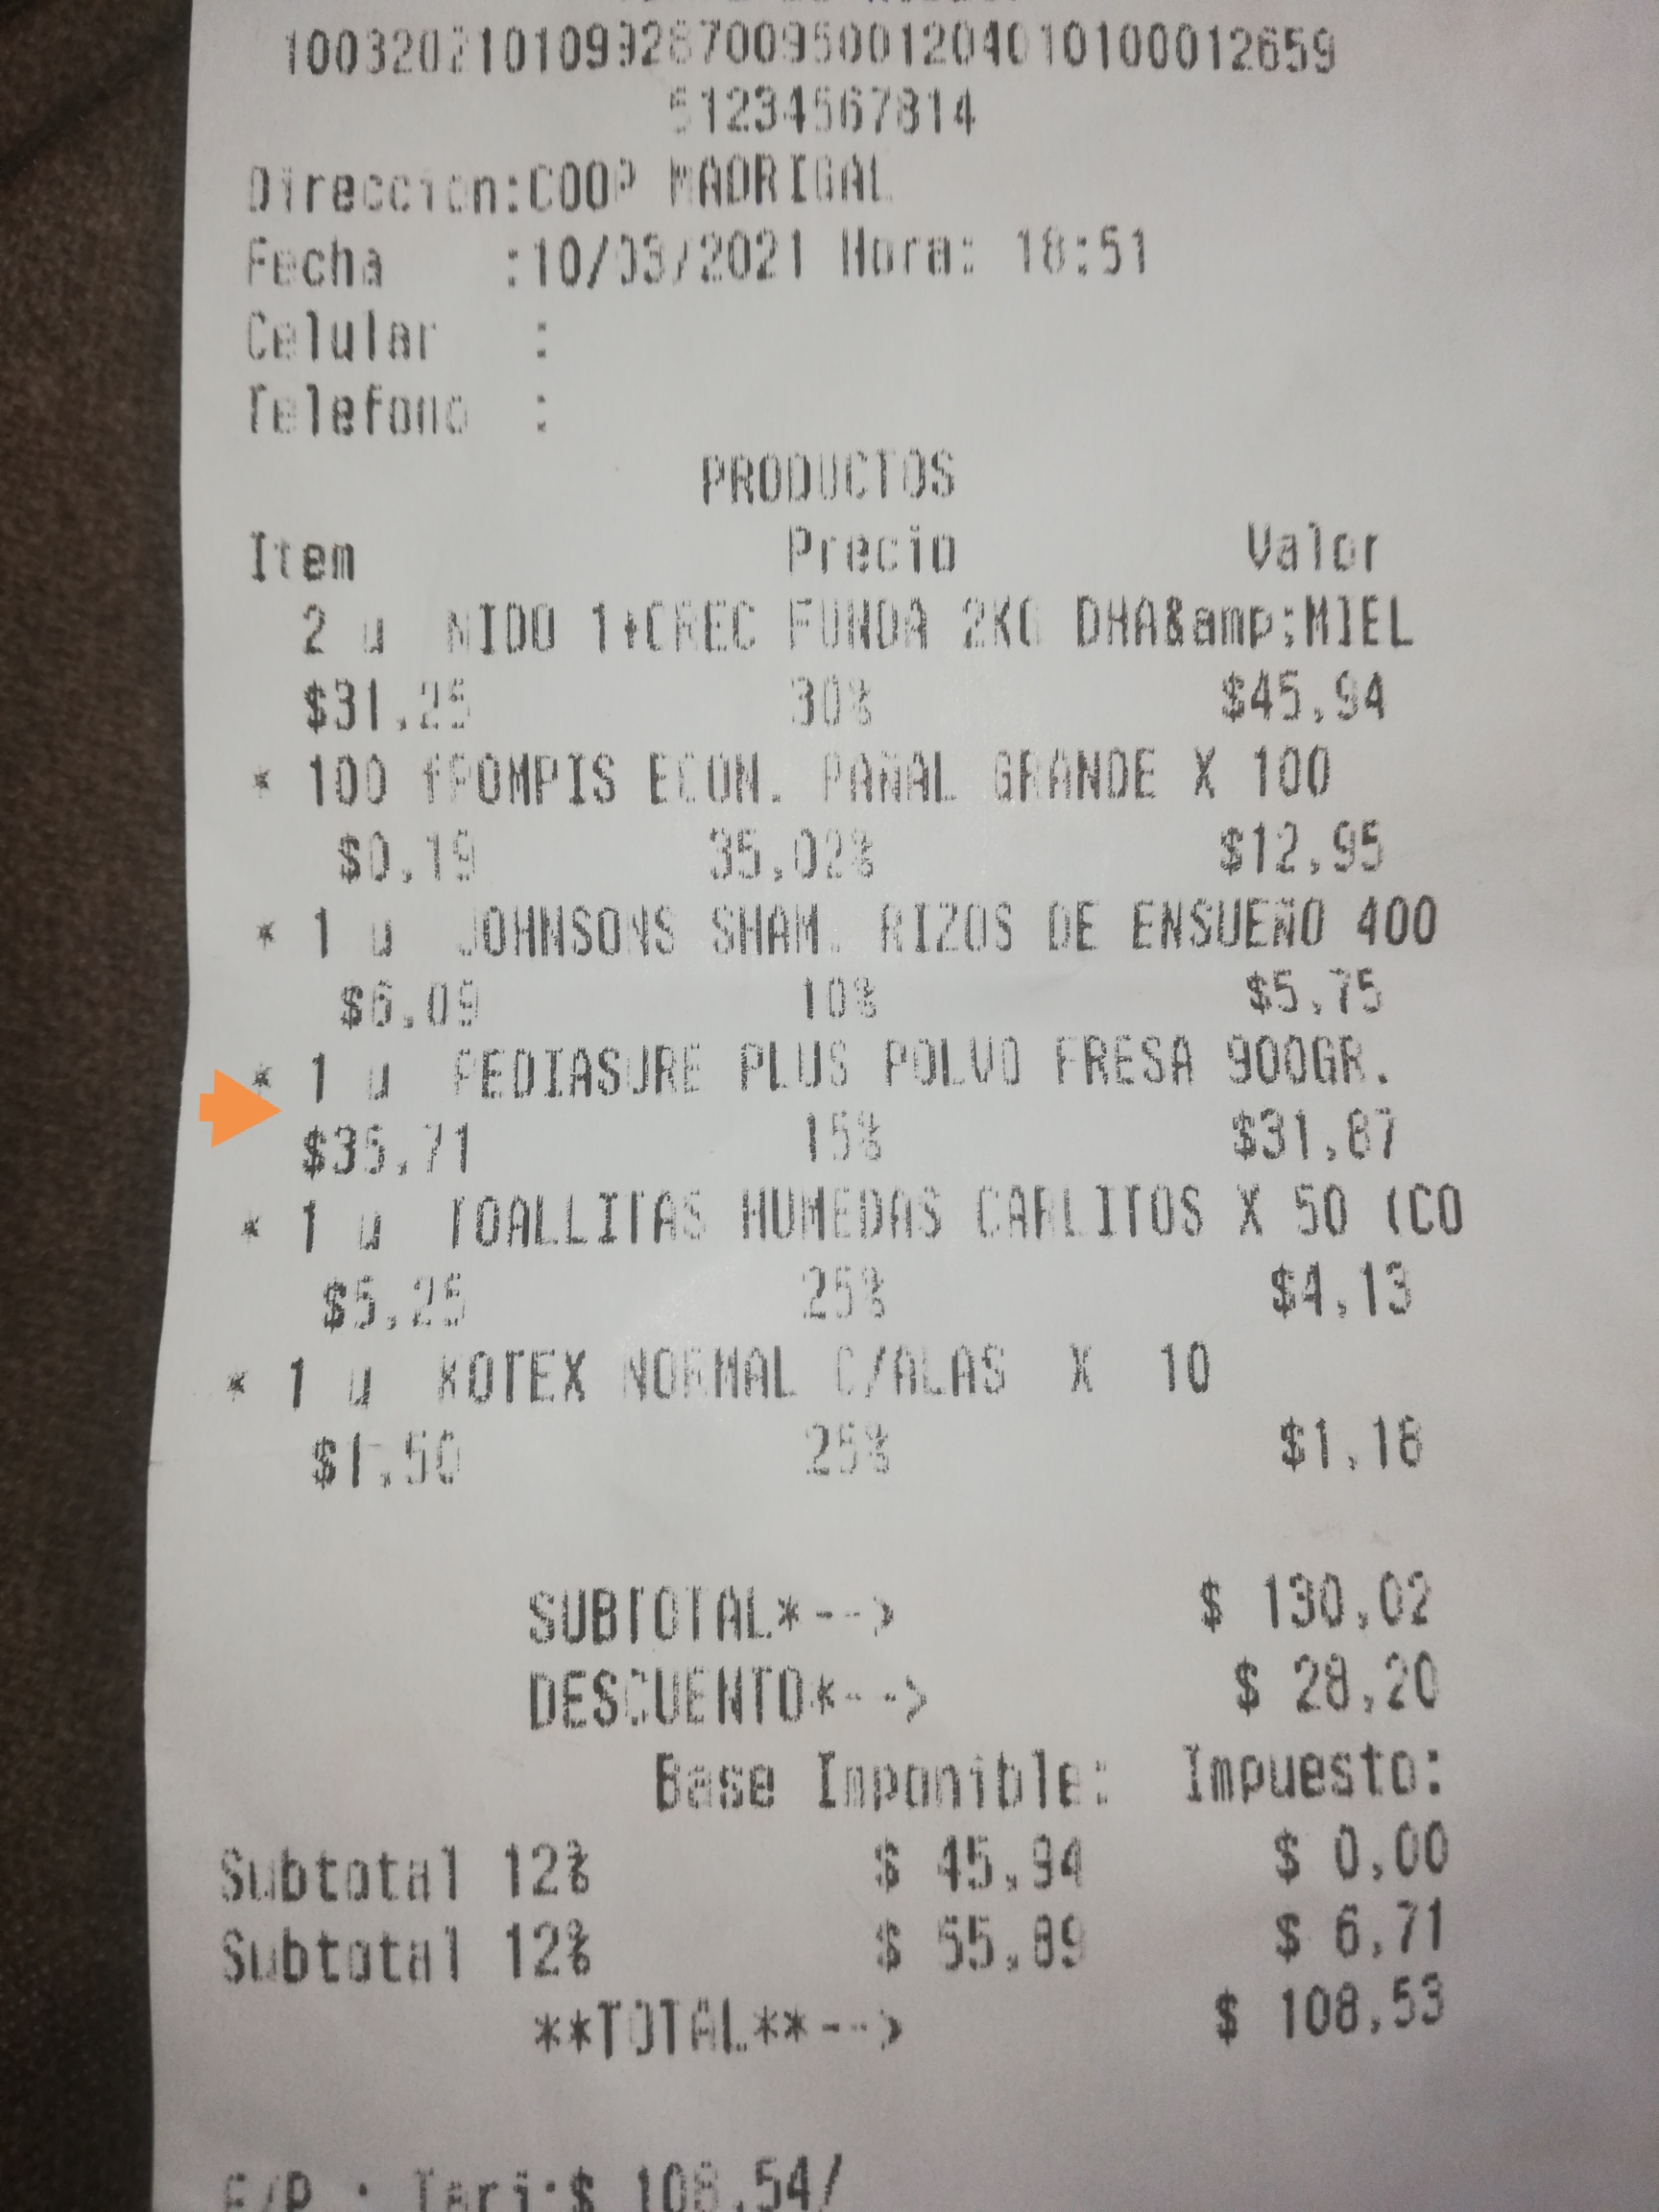 10032021010992870095001204010100012659
51234567814
Direccion:COOP MADRIGAL
Fecha :10/03/2021 Hora: 18:51
Celular :
Telefono :
PRODUCTOS
Item Precio Valor
2 u NIDO 1+CREC FUNDA 2KG DHA&amp;MIEL
$31.25 30% $45.94
* 100 fPOMPIS ECON. PAÑAL GRANDE X 100
$0.19 35.02% $12.95
* 1 u JOHNSONS SHAM. RIZOS DE ENSUEÑO 400
$6.09 10% $5.75
* 1 u PEDIASURE PLUS POLVO FRESA 900GR.
$35.71 15% $31.87
* 1 u TOALLITAS HUMEDAS CARLITOS X 50 (CO
$5.25 25% $4.13
* 1 u KOTEX NORMAL C/ALAS X 10
$1.50 25% $1.18
SUBTOTAL*--> $ 130.02
DESCUENTO*--> $ 28.20
Base Imponible: Impuesto:
Subtotal 12% $ 45.94 $ 0.00
Subtotal 12% $ 55.89 $ 6.71
**TOTAL**--> $ 108.53
F/P : Tarj:$ 108.54/